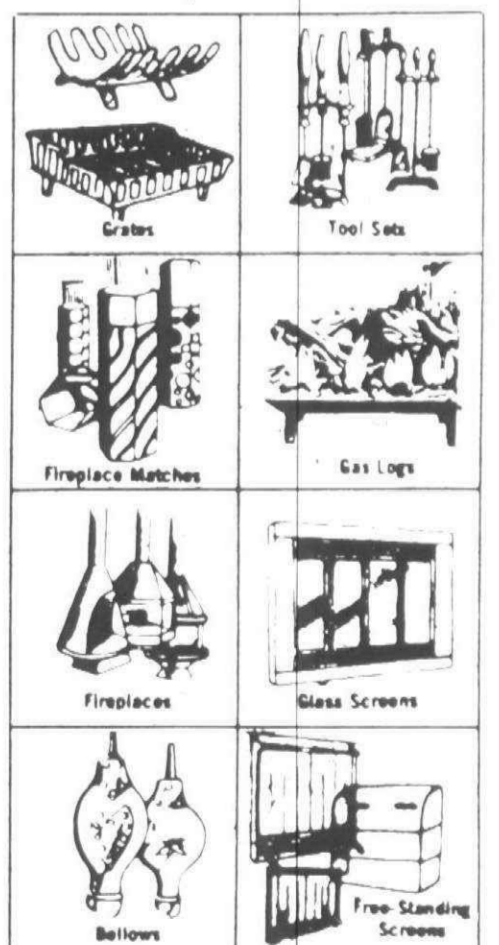 Grates
Tool Sets
Fireplace Matches
Gas Logs
Fireplaces
Glass Screens
Bellows
Free-Standing
Screens